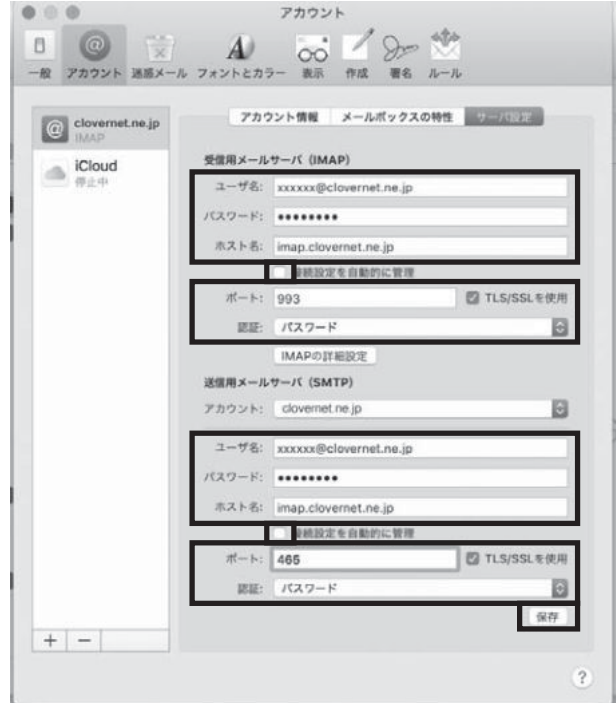 アカウント
一般 アカウント 迷惑メール フォントとカラー 表示 作成 署名 ルール
clovernet.ne.jp
IMAP
iCloud
停止中
アカウント情報 メールボックスの特性 サーバ設定
受信用メールサーバ（IMAP）
ユーザ名: xxxxxx@clovernet.ne.jp
パスワード: ●●●●●●●●
ホスト名: imap.clovernet.ne.jp
接続設定を自動的に管理
ポート: 993 TLS/SSLを使用
認証: パスワード
IMAPの詳細設定
送信用メールサーバ（SMTP）
アカウント: clovernet.ne.jp
ユーザ名: xxxxxx@clovernet.ne.jp
パスワード: ●●●●●●●●
ホスト名: imap.clovernet.ne.jp
接続設定を自動的に管理
ポート: 465 TLS/SSLを使用
認証: パスワード
保存
+ −
?